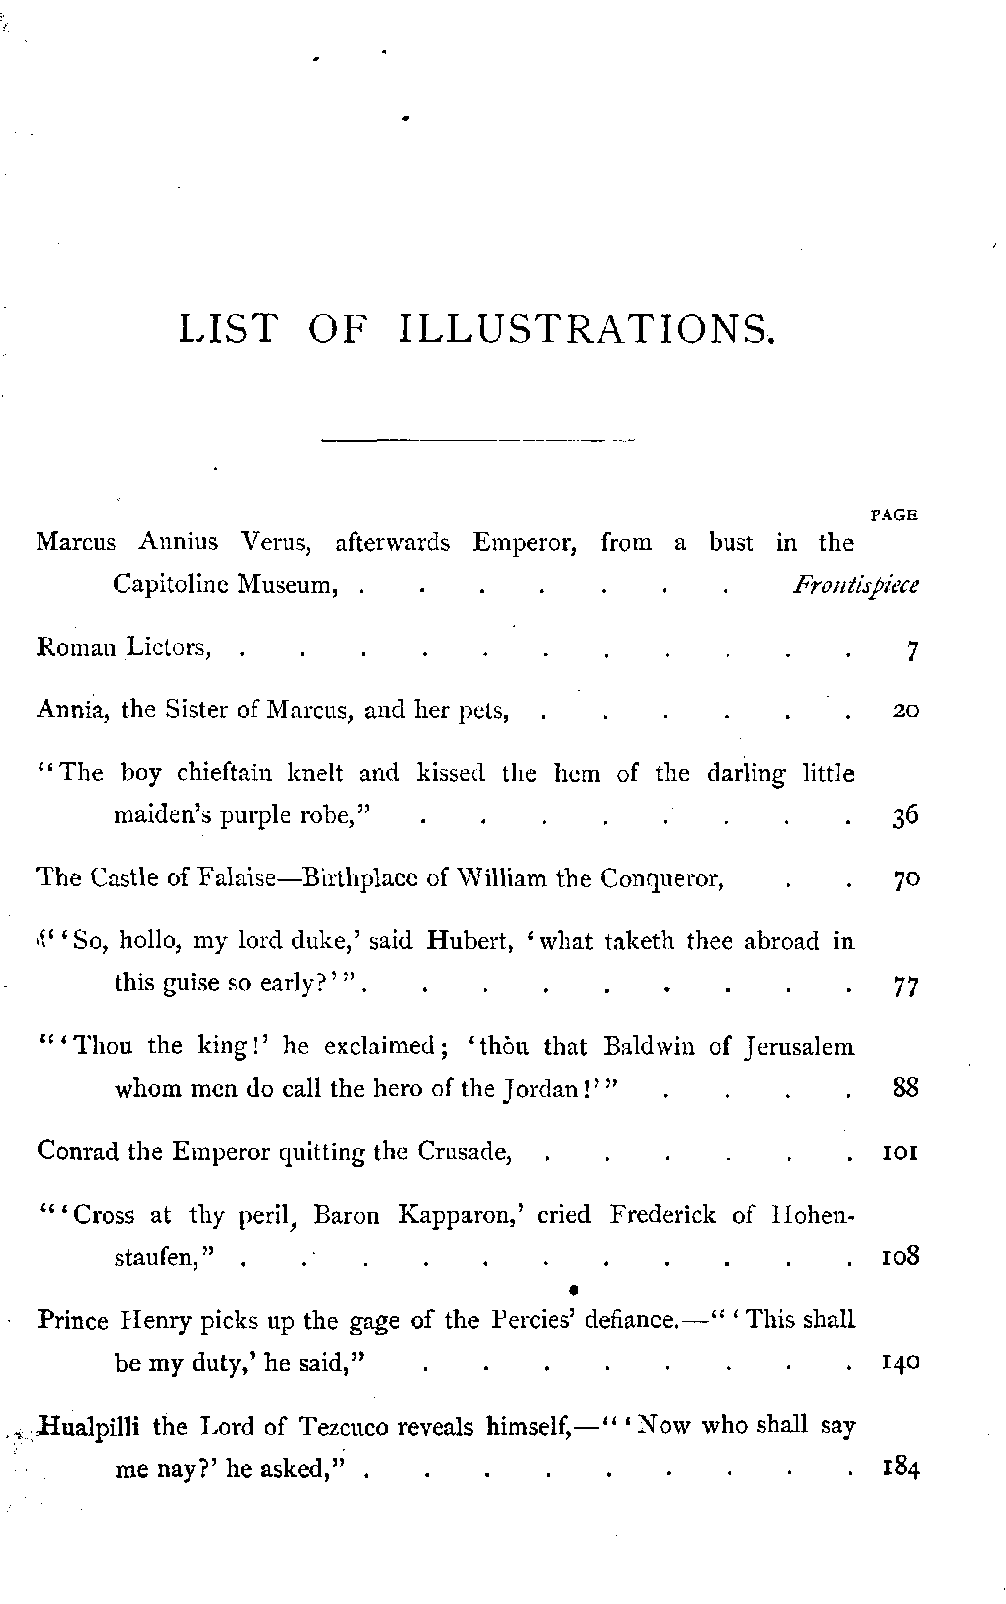 LIST OF ILLUSTRATIONS.
PAGE
Marcus Annius Verus, afterwards Emperor, from a bust in the
Capitoline Museum, . . . . . . . Frontispiece
Roman Lictors, . . . . . . . . . . . 7
Annia, the Sister of Marcus, and her pets, . . . . . . 20
“The boy chieftain knelt and kissed the hem of the darling little
maiden’s purple robe,” . . . . . . . . 36
The Castle of Falaise—Birthplace of William the Conqueror, . . 70
“‘So, hollo, my lord duke,’ said Hubert, ‘what taketh thee abroad in
this guise so early?’”. . . . . . . . . 77
“‘Thou the king!’ he exclaimed; ‘thou that Baldwin of Jerusalem
whom men do call the hero of the Jordan!’” . . . . 88
Conrad the Emperor quitting the Crusade, . . . . . . 101
“‘Cross at thy peril, Baron Kapparon,’ cried Frederick of Hohen-
staufen,” . . . . . . . . . . . 108
Prince Henry picks up the gage of the Percies’ defiance.—“‘This shall
be my duty,’ he said,” . . . . . . . . 140
Hualpilli the Lord of Tezcuco reveals himself,—“‘Now who shall say
me nay?’ he asked,” . . . . . . . . . 184